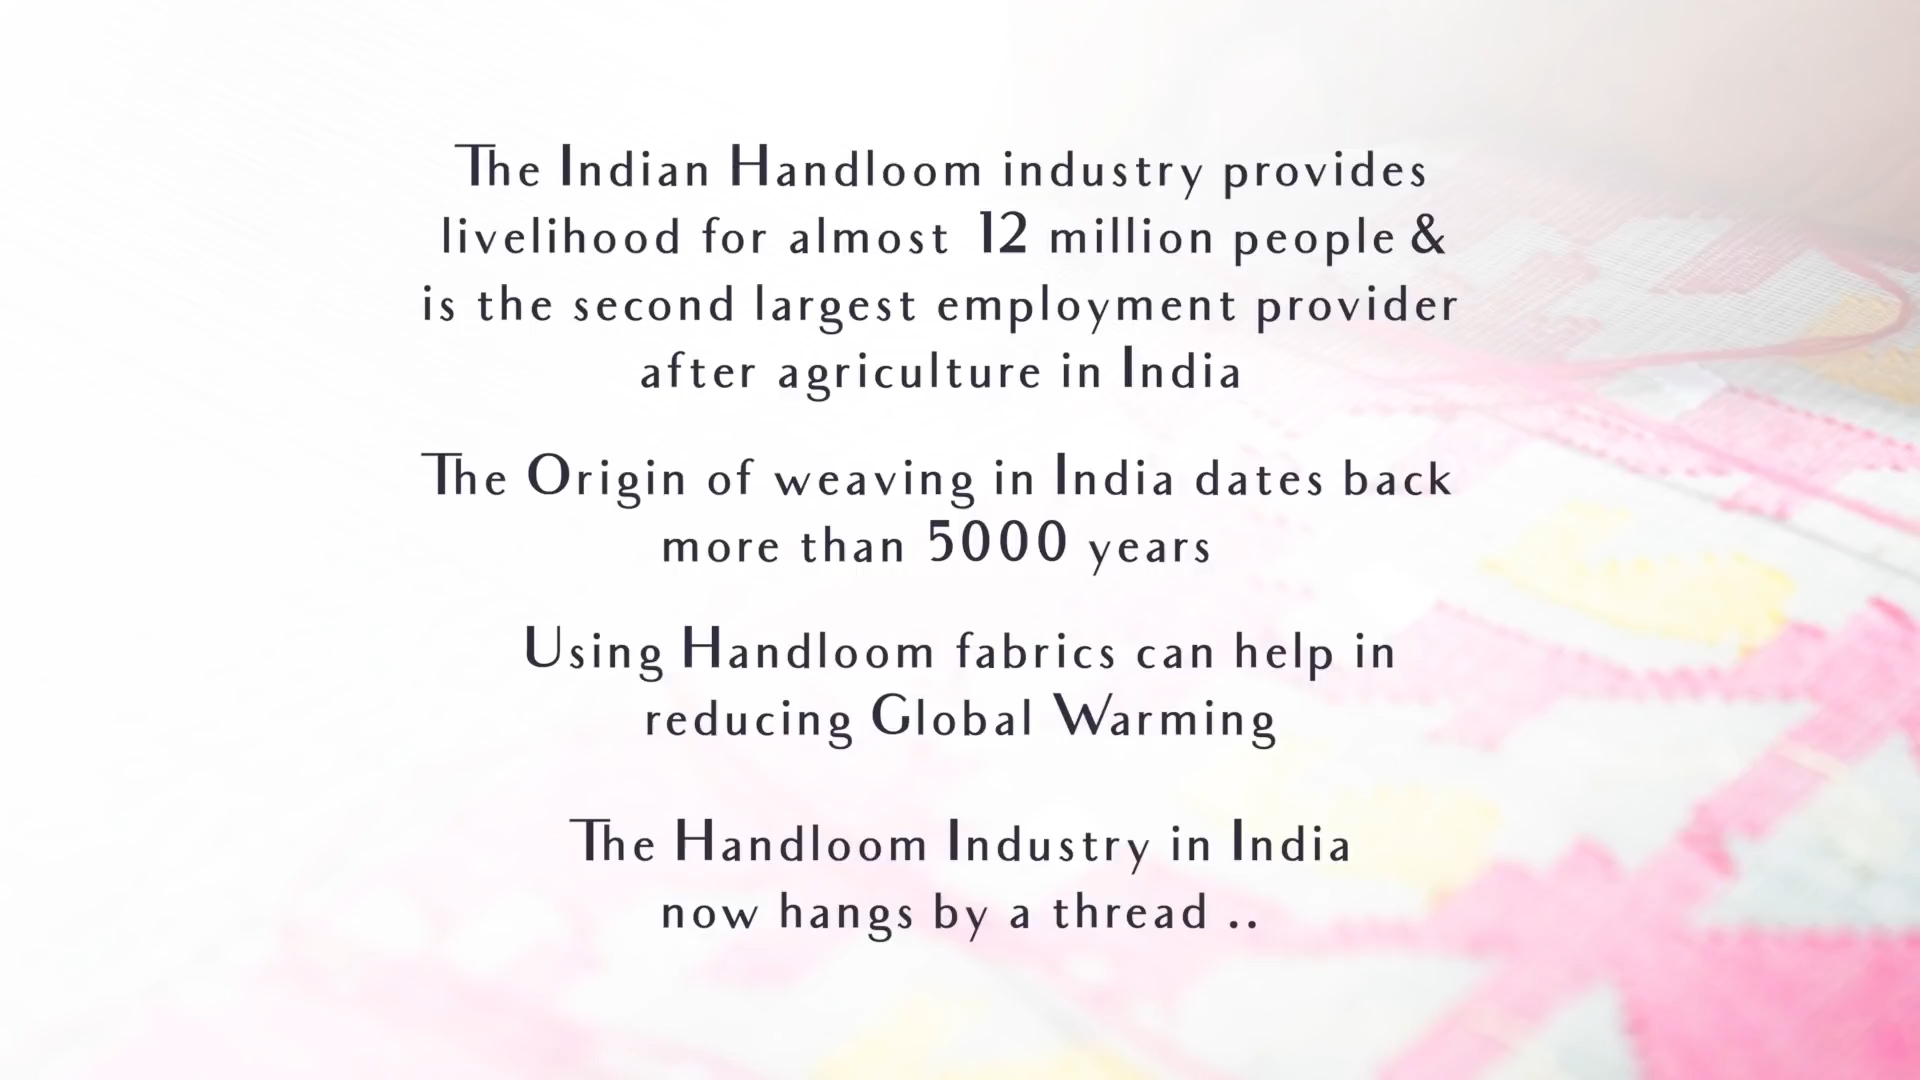 The Indian Handloom industry provides
livelihood for almost 12 million people &
is the second largest employment provider
after agriculture in India
The Origin of weaving in India dates back
more than 5000 years
Using Handloom fabrics can help in
reducing Global Warming
The Handloom Industry in India
now hangs by a thread ..